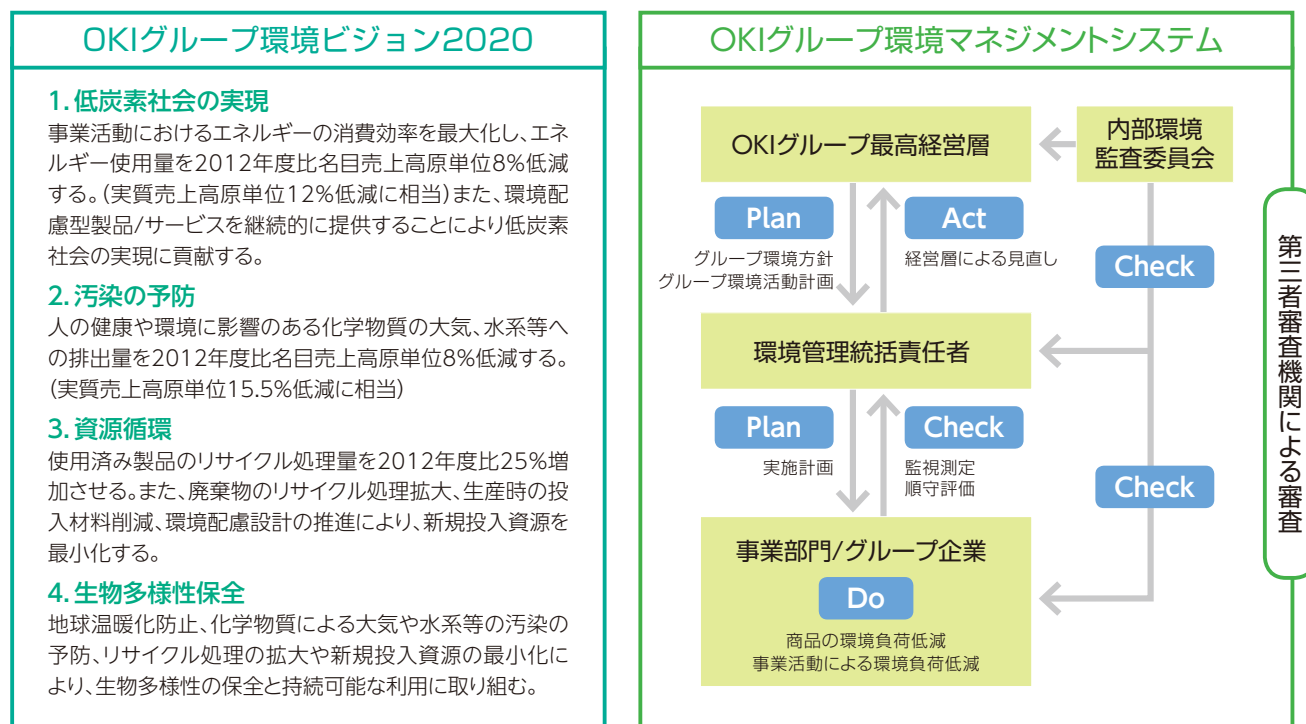 OKIグループ環境ビジョン2020
1. 低炭素社会の実現
事業活動におけるエネルギーの消費効率を最大化し、エネ
ルギー使用量を2012年度比名目売上高原単位8%低減
する。(実質売上高原単位12%低減に相当)また、環境配
慮型製品/サービスを継続的に提供することにより低炭素
社会の実現に貢献する。
2. 汚染の予防
人の健康や環境に影響のある化学物質の大気、水系等へ
の排出量を2012年度比名目売上高原単位8%低減する。
(実質売上高原単位15.5%低減に相当)
3. 資源循環
使用済み製品のリサイクル処理量を2012年度比25%増
加させる。また、廃棄物のリサイクル処理拡大、生産時の投
入材料削減、環境配慮設計の推進により、新規投入資源を
最小化する。
4. 生物多様性保全
地球温暖化防止、化学物質による大気や水系等の汚染の
予防、リサイクル処理の拡大や新規投入資源の最小化に
より、生物多様性の保全と持続可能な利用に取り組む。
OKIグループ環境マネジメントシステム
OKIグループ最高経営層
内部環境
監査委員会
Plan
グループ環境方針
グループ環境活動計画
Act
経営層による見直し
Check
環境管理統括責任者
Plan
実施計画
Check
監視測定
順守評価
Check
事業部門/グループ企業
Do
商品の環境負荷低減
事業活動による環境負荷低減
第三者審査機関による審査